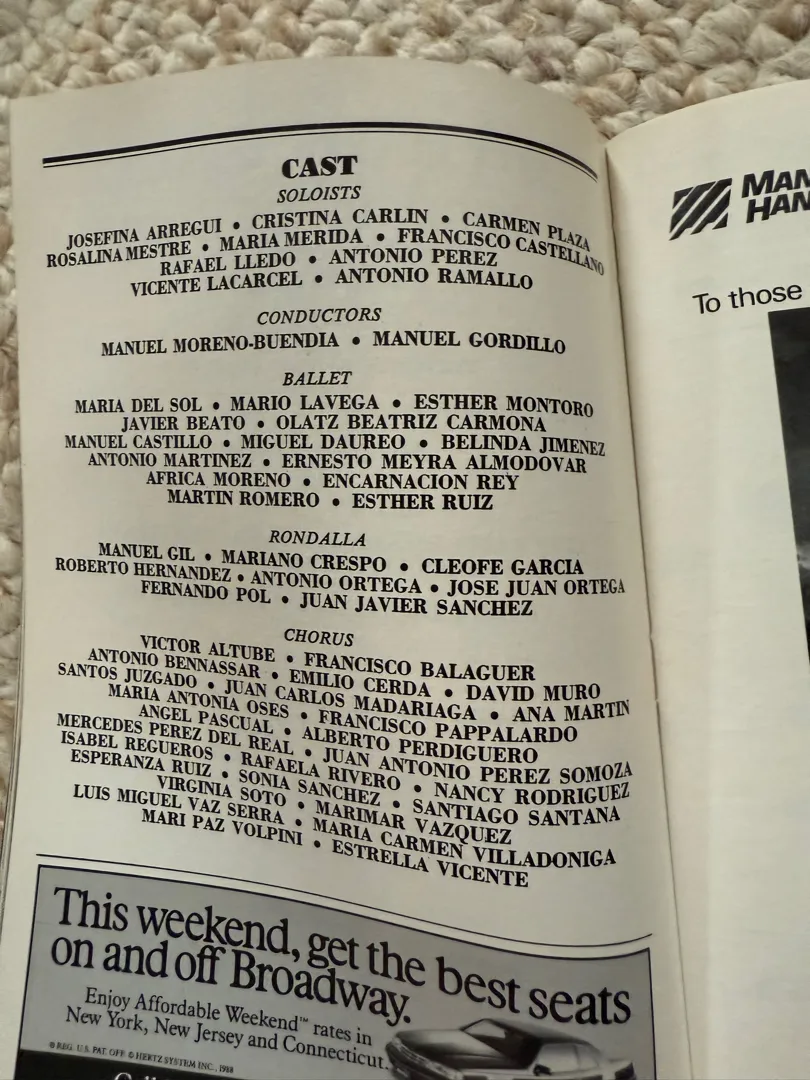 CAST
SOLOISTS
JOSEFINA ARREGUI • CRISTINA CARLIN • CARMEN PLAZA
ROSALINA MESTRE • MARIA MERIDA • FRANCISCO CASTELLANO
RAFAEL LLEDO • ANTONIO PEREZ
VICENTE LACARCEL • ANTONIO RAMALLO
CONDUCTORS
MANUEL MORENO-BUENDIA • MANUEL GORDILLO
BALLET
MARIA DEL SOL • MARIO LAVEGA • ESTHER MONTORO
JAVIER BEATO • OLATZ BEATRIZ CARMONA
MANUEL CASTILLO • MIGUEL DAUREO • BELINDA JIMENEZ
ANTONIO MARTINEZ • ERNESTO MEYRA ALMODOVAR
AFRICA MORENO • ENCARNACION REY
MARTIN ROMERO • ESTHER RUIZ
RONDALLA
MANUEL GIL • MARIANO CRESPO • CLEOFE GARCIA
ROBERTO HERNANDEZ • ANTONIO ORTEGA • JOSE JUAN ORTEGA
FERNANDO POL • JUAN JAVIER SANCHEZ
CHORUS
VICTOR ALTUBE • FRANCISCO BALAGUER
ANTONIO BENNASSAR • EMILIO CERDA • DAVID MURO
SANTOS JUZGADO • JUAN CARLOS MADARIAGA • ANA MARTIN
MARIA ANTONIA OSES • FRANCISCO PAPPALARDO
ANGEL PASCUAL • ALBERTO PERDIGUERO
MERCEDES PEREZ DEL REAL • JUAN ANTONIO PEREZ SOMOZA
ISABEL REGUEROS • RAFAELA RIVERO • NANCY RODRIGUEZ
ESPERANZA RUIZ • SONIA SANCHEZ • SANTIAGO SANTANA
VIRGINIA SOTO • MARIMAR VAZQUEZ
LUIS MIGUEL VAZ SERRA • MARIA CARMEN VILLADONIGA
MARI PAZ VOLPINI • ESTRELLA VICENTE
This weekend, get the best seats
on and off Broadway.
Enjoy Affordable Weekend™ rates in
New York, New Jersey and Connecticut.
® REG. U.S. PAT. OFF. © HERTZ SYSTEM INC., 1988
To those